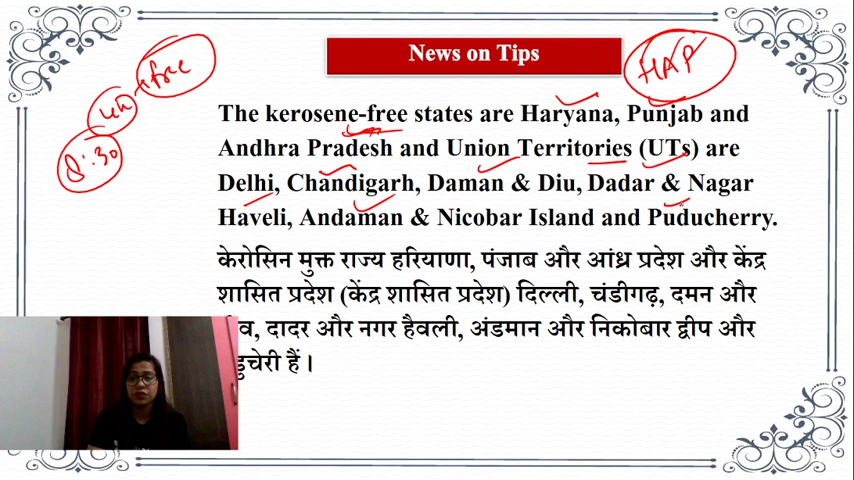 News on Tips
HAP
free
8:30
The kerosene-free states are Haryana, Punjab and
Andhra Pradesh and Union Territories (UTs) are
Delhi, Chandigarh, Daman & Diu, Dadar & Nagar
Haveli, Andaman & Nicobar Island and Puducherry.
केरोसिन मुक्त राज्य हरियाणा, पंजाब और आंध्र प्रदेश और केंद्र
शासित प्रदेश (केंद्र शासित प्रदेश) दिल्ली, चंडीगढ़, दमन और
दादर और नगर हैवली, अंडमान और निकोबार द्वीप और
हैं।